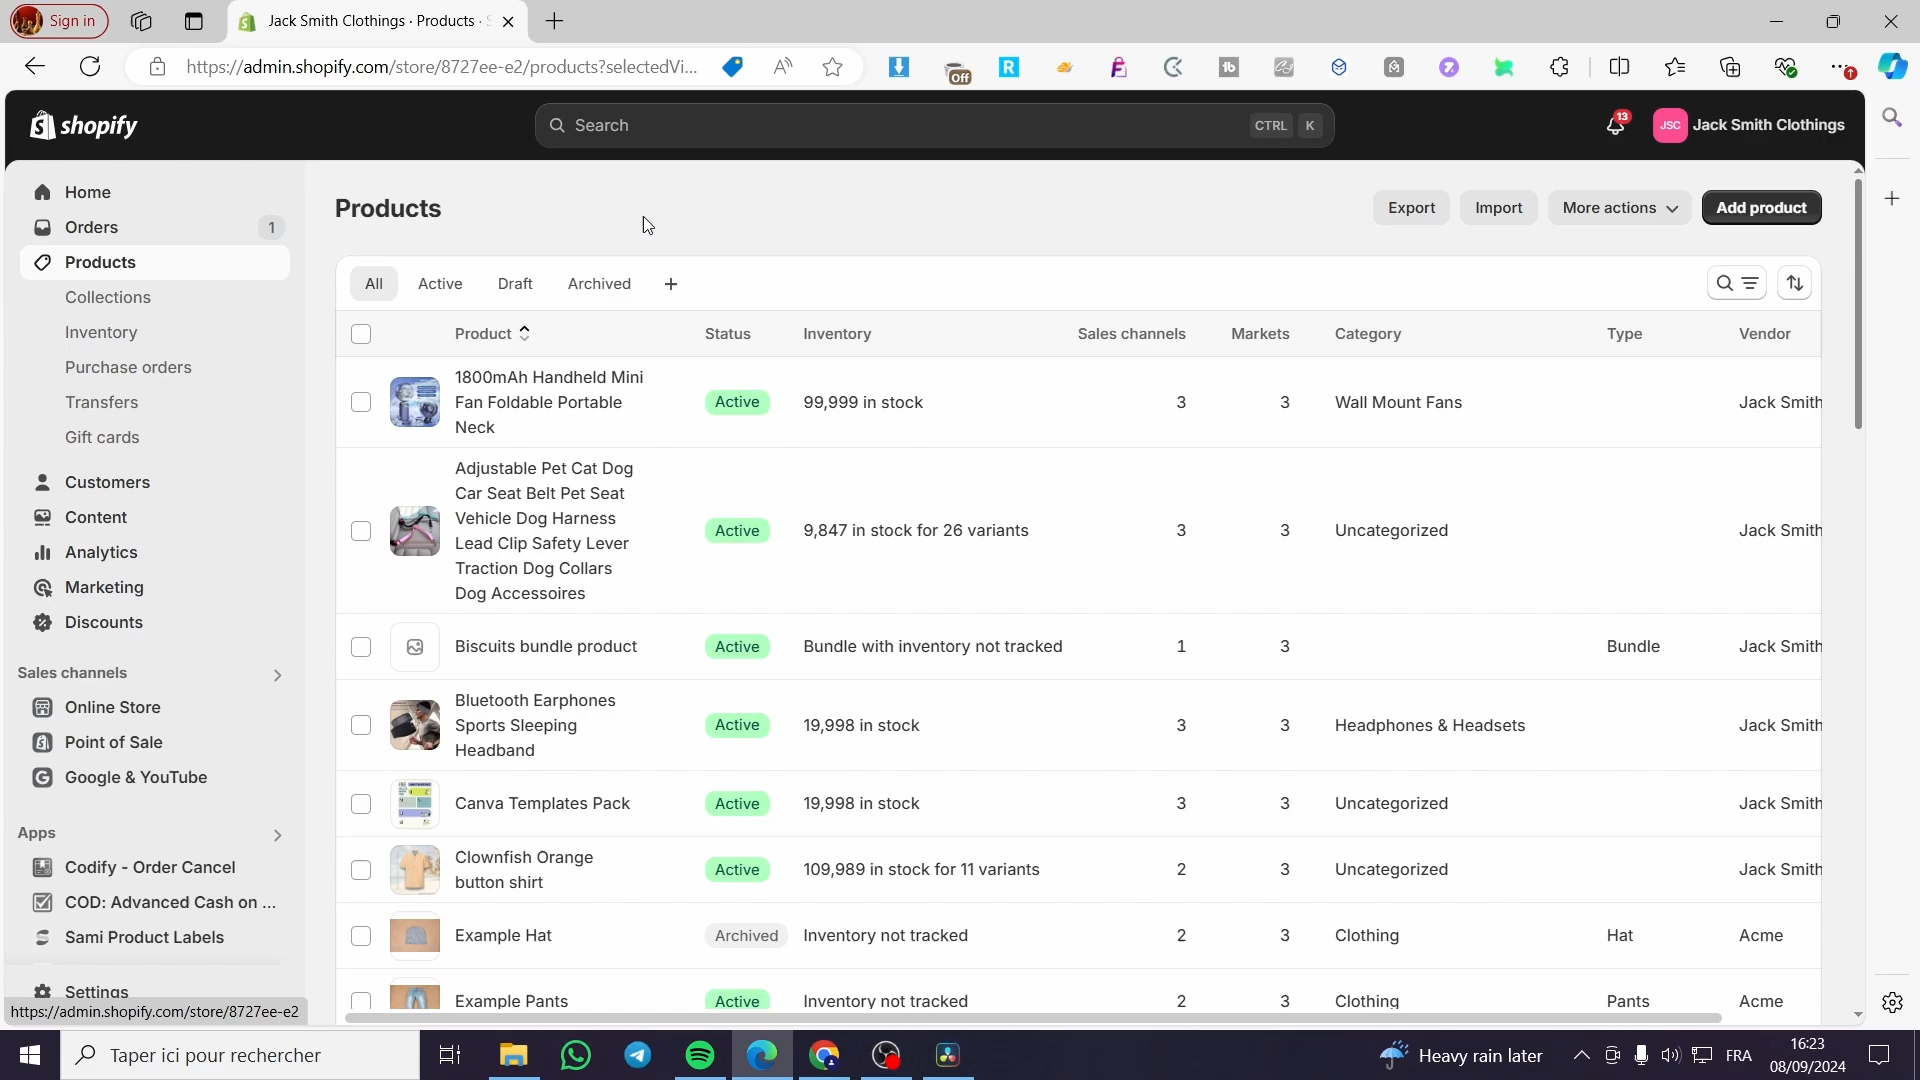 Sign in
Jack Smith Clothings · Products ·
https://admin.shopify.com/store/8727ee-e2/products?selectedVi...
Off
shopify
Search
CTRL K
13
JSC
Jack Smith Clothings
Home
Orders 1
Products
Collections
Inventory
Purchase orders
Transfers
Gift cards
Customers
Content
Analytics
Marketing
Discounts
Sales channels
Online Store
Point of Sale
Google & YouTube
Apps
Codify - Order Cancel
COD: Advanced Cash on ...
Sami Product Labels
Settings
https://admin.shopify.com/store/8727ee-e2
Products
Export Import More actions Add product
All Active Draft Archived
Product Status Inventory Sales channels Markets Category Type Vendor
1800mAh Handheld Mini
Fan Foldable Portable
Neck
Active 99,999 in stock 3 3 Wall Mount Fans Jack Smith
Adjustable Pet Cat Dog
Car Seat Belt Pet Seat
Vehicle Dog Harness
Lead Clip Safety Lever
Traction Dog Collars
Dog Accessoires
Active 9,847 in stock for 26 variants 3 3 Uncategorized Jack Smith
Biscuits bundle product Active Bundle with inventory not tracked 1 3 Bundle Jack Smith
Bluetooth Earphones
Sports Sleeping
Headband
Active 19,998 in stock 3 3 Headphones & Headsets Jack Smith
Canva Templates Pack Active 19,998 in stock 3 3 Uncategorized Jack Smith
Clownfish Orange
button shirt
Active 109,989 in stock for 11 variants 2 3 Uncategorized Jack Smith
Example Hat Archived Inventory not tracked 2 3 Clothing Hat Acme
Example Pants Active Inventory not tracked 2 3 Clothing Pants Acme
Taper ici pour rechercher
Heavy rain later
FRA
16:23
08/09/2024